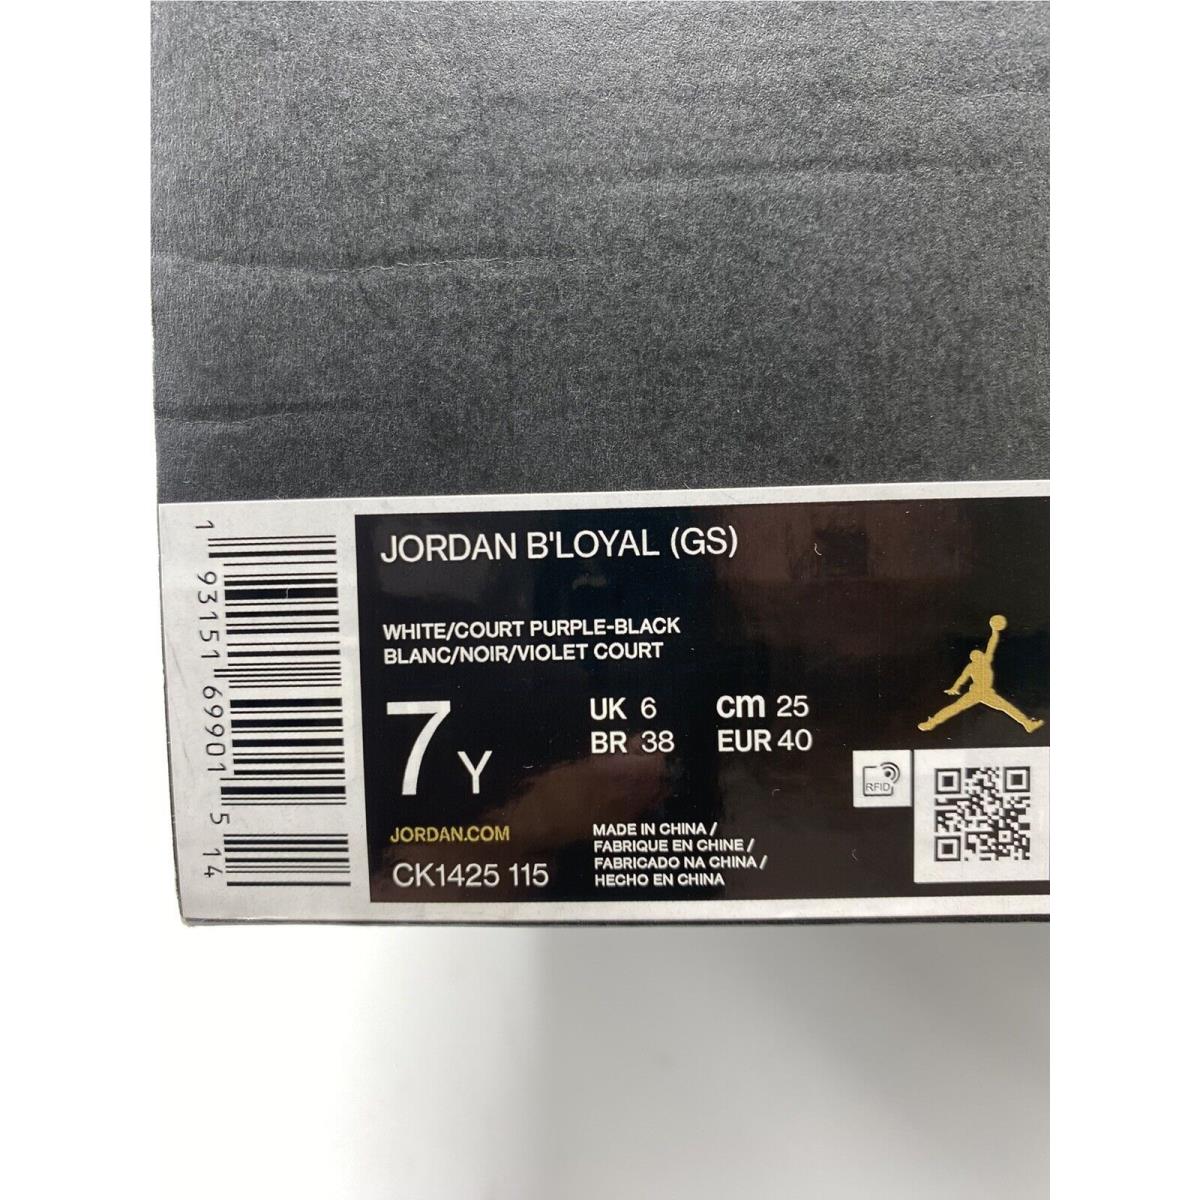 JORDAN B'LOYAL (GS)
WHITE/COURT PURPLE-BLACK
BLANC/NOIR/VIOLET COURT
7Y
UK 6
cm 25
BR 38
EUR 40
JORDAN.COM
CK1425 115
MADE IN CHINA /
FABRIQUE EN CHINE /
FABRICADO NA CHINA /
HECHO EN CHINA
RFID
1 93151 69901 5 14